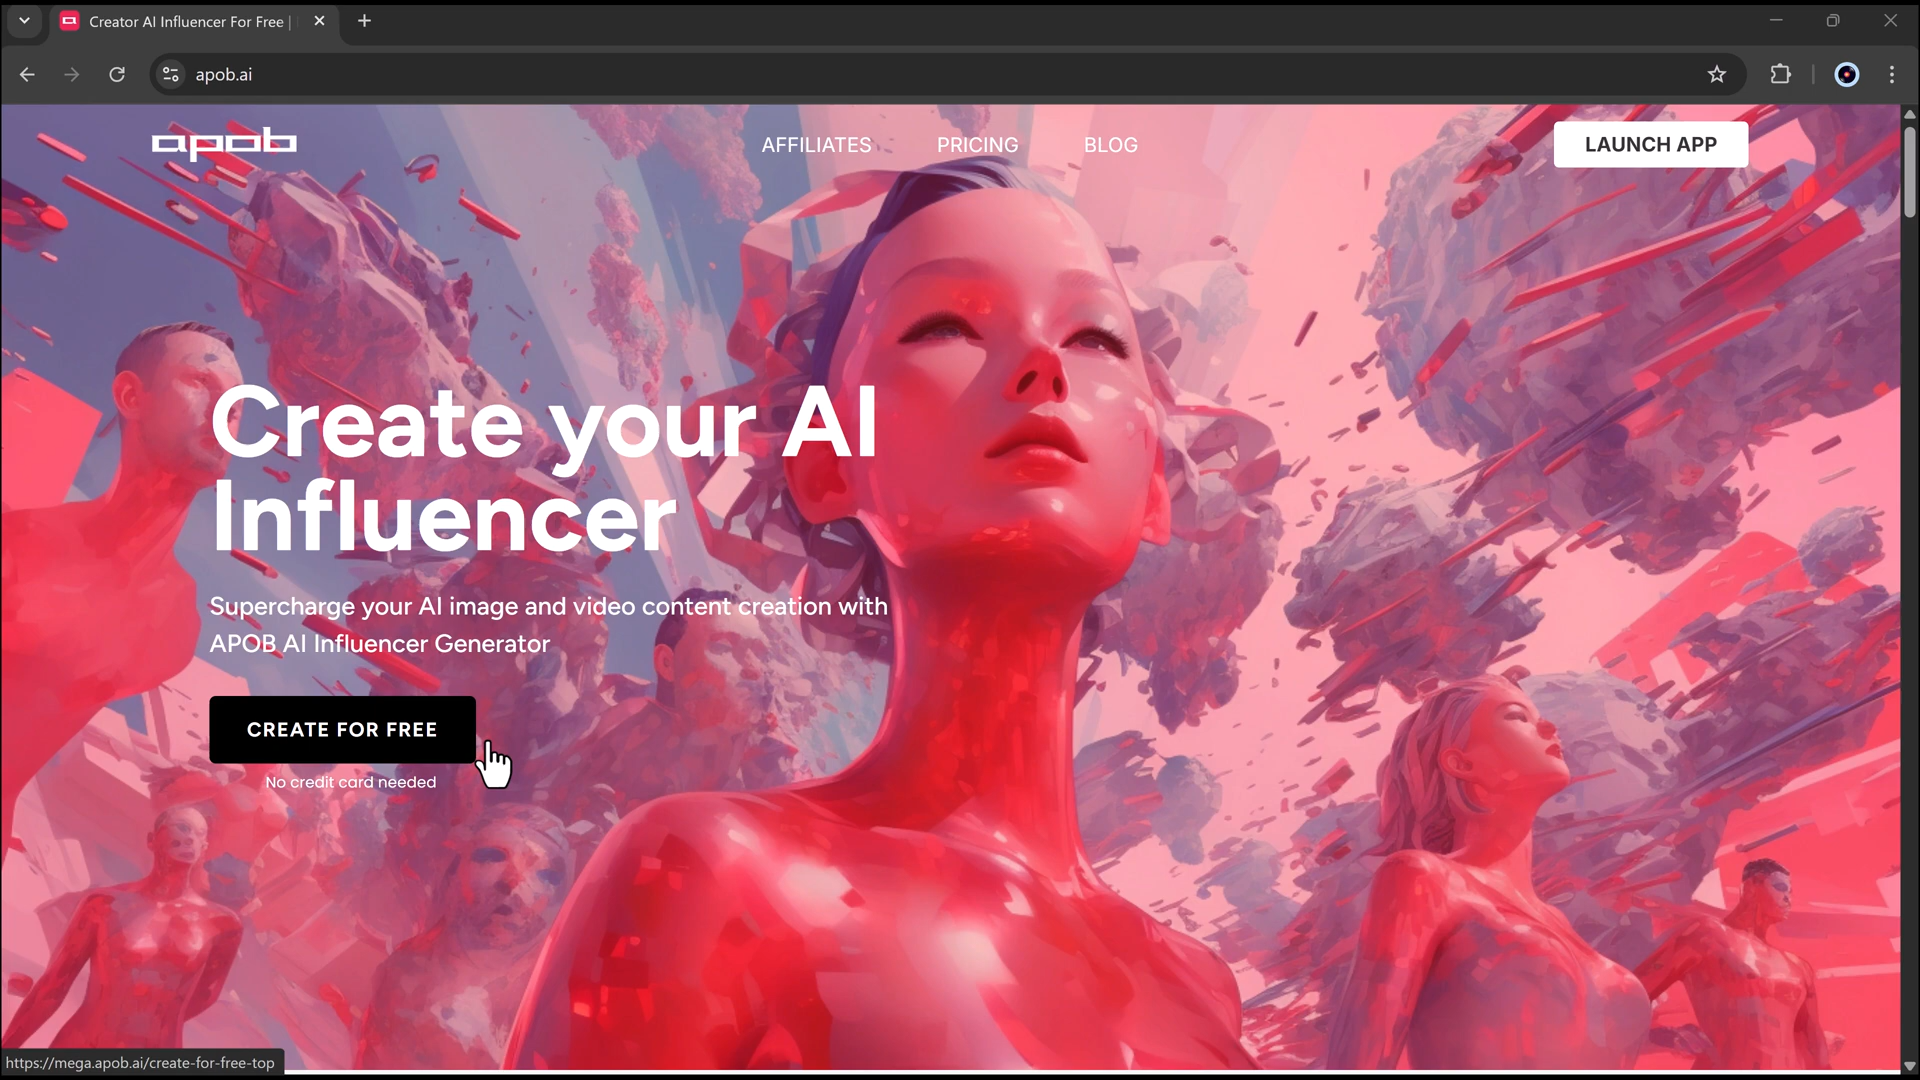 Creator AI Influencer For Free |
apob.ai
apob
AFFILIATES
PRICING
BLOG
LAUNCH APP
Create your AI
Influencer
Supercharge your AI image and video content creation with
APOB AI Influencer Generator
CREATE FOR FREE
No credit card needed
https://mega.apob.ai/create-for-free-top